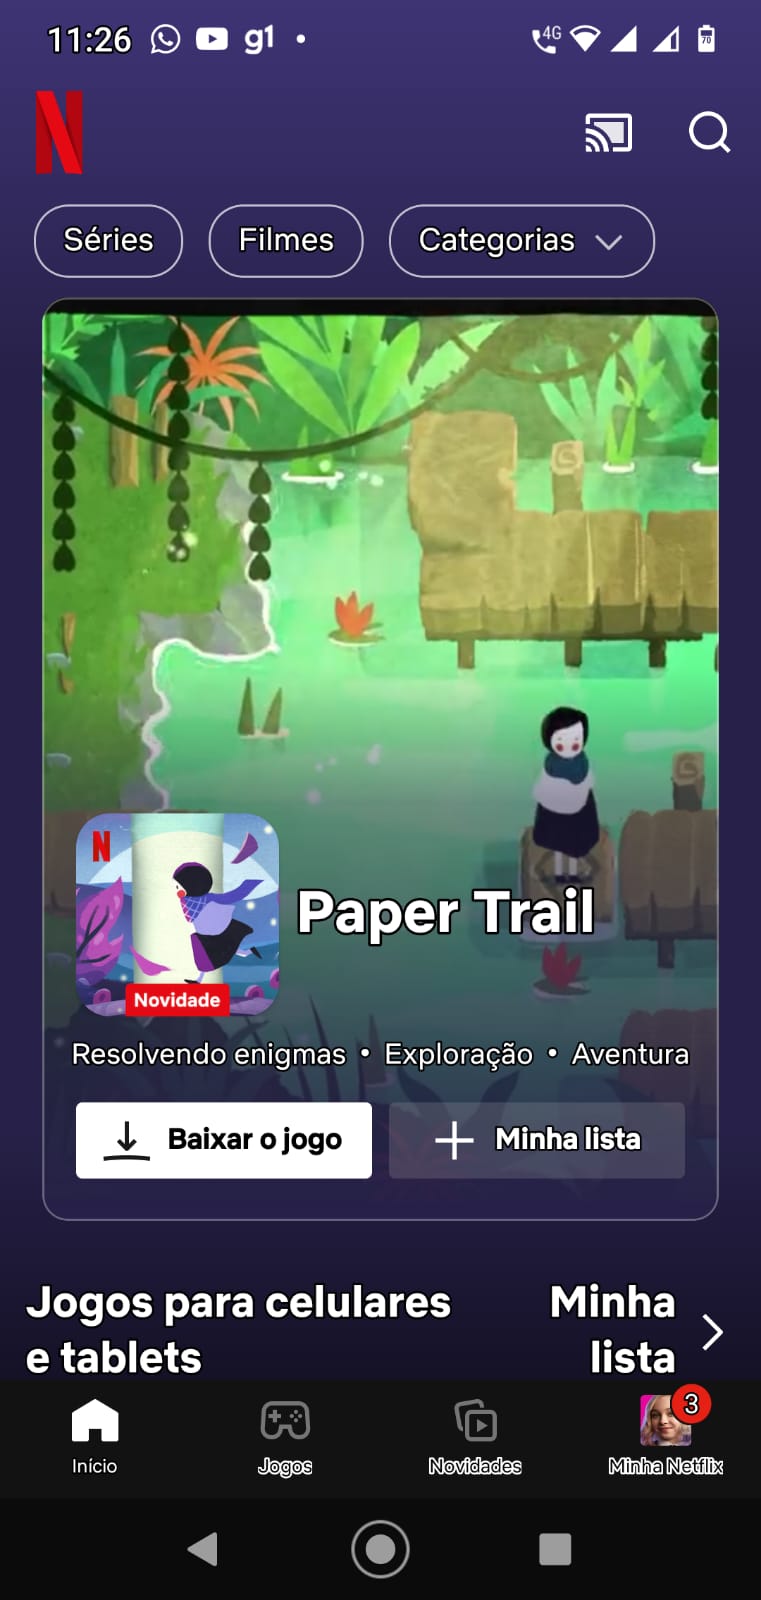 11:26 g1 4G 70
N
Séries Filmes Categorias
N
Novidade
Paper Trail
Resolvendo enigmas • Exploração • Aventura
Baixar o jogo Minha lista
Jogos para celulares
e tablets
Minha
lista
3
Início Jogos Novidades Minha Netflix